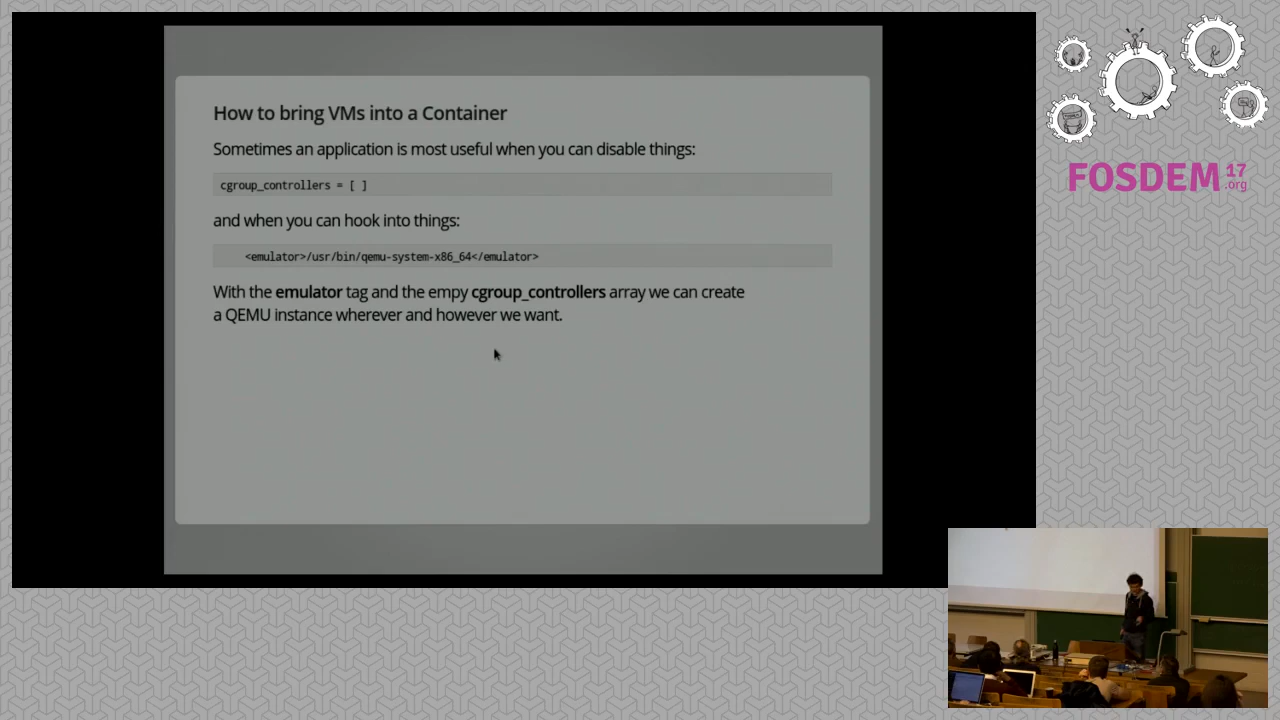 How to bring VMs into a Container
Sometimes an application is most useful when you can disable things:
cgroup_controllers = [ ]
and when you can hook into things:
<emulator>/usr/bin/qemu-system-x86_64</emulator>
With the emulator tag and the empy cgroup_controllers array we can create
a QEMU instance wherever and however we want.
FOSDEM 17
.org